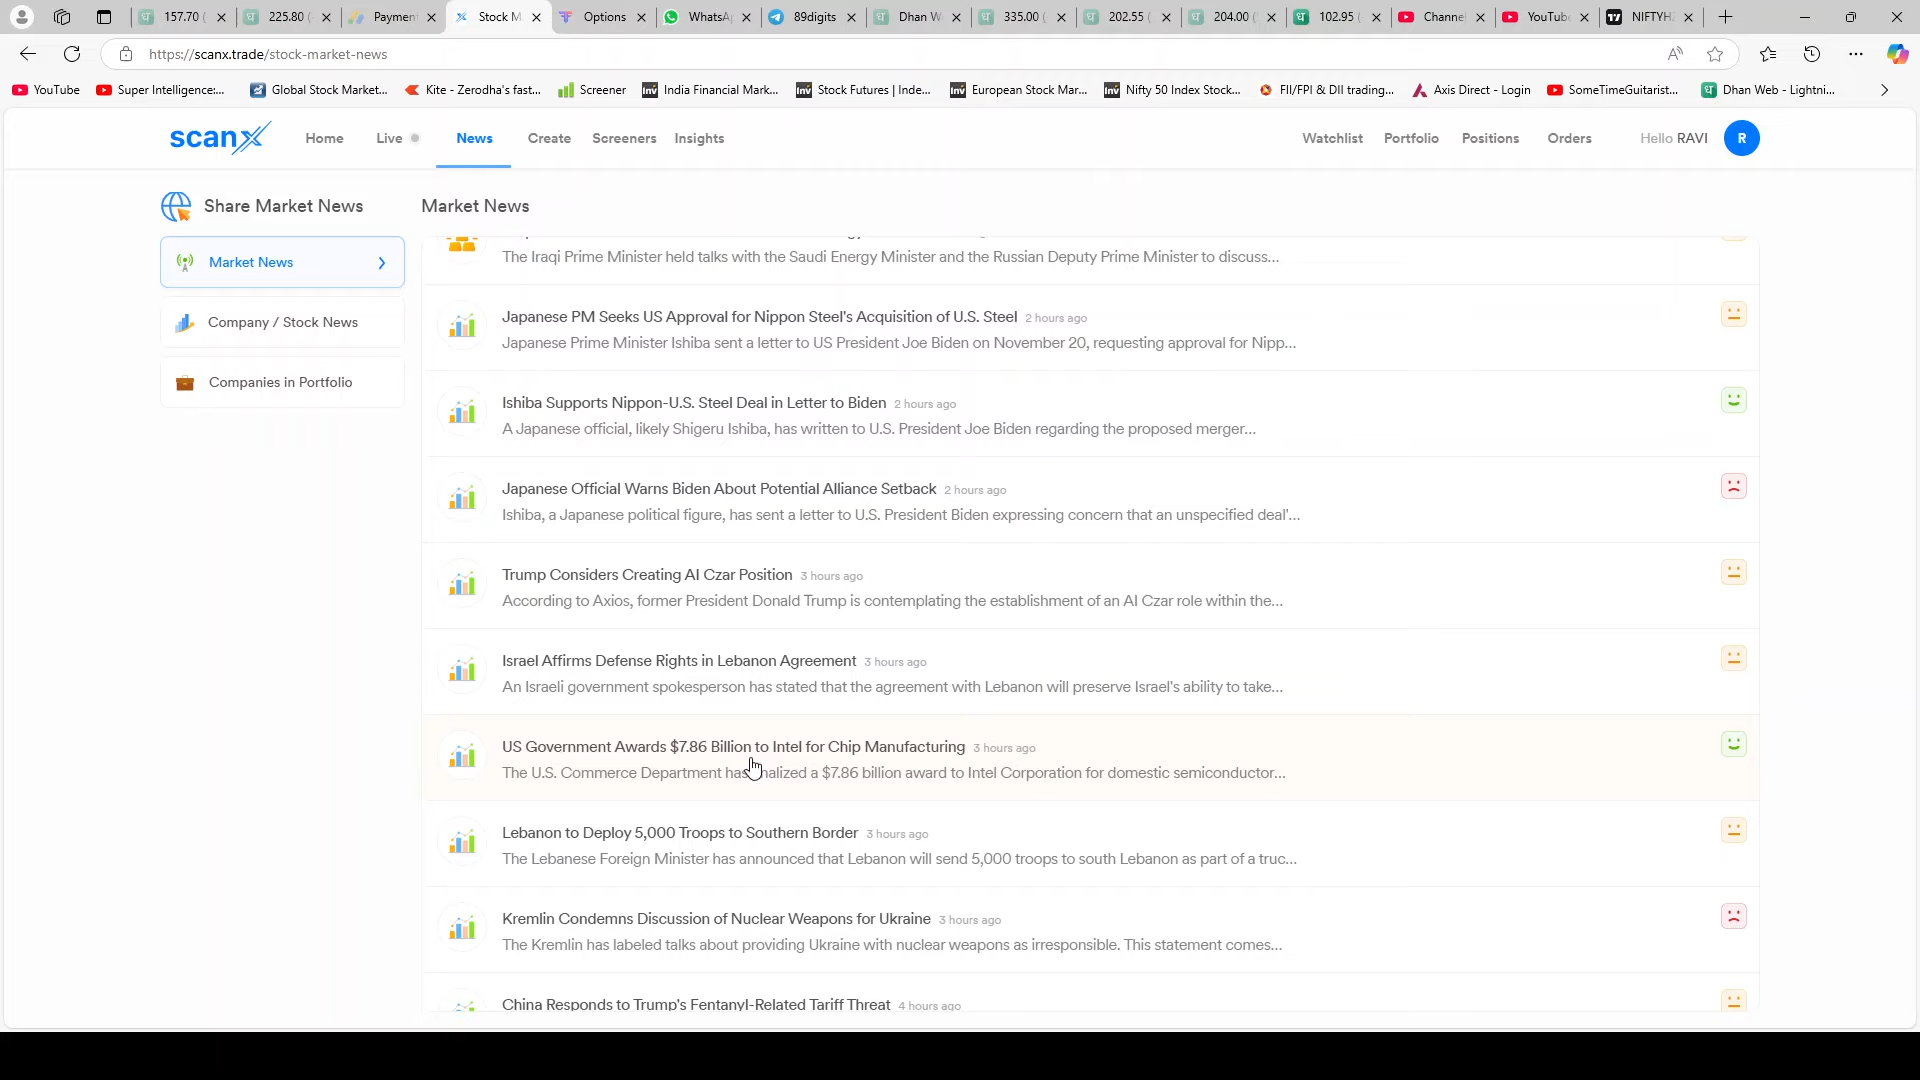 157.70 (
225.80 (
Paymen
Stock M
Options
WhatsA
89digits
Dhan W
335.00 (
202.55 (
204.00 (
102.95 (
Channe
YouTub
NIFTYH
https://scanx.trade/stock-market-news
YouTube
Super Intelligence:...
Global Stock Market...
Kite - Zerodha's fast...
Screener
India Financial Mark...
Stock Futures | Inde...
European Stock Mar...
Nifty 50 Index Stock...
FII/FPI & DII trading...
Axis Direct - Login
SomeTimeGuitarist...
Dhan Web - Lightni...
scanX
Home
Live
News
Create
Screeners
Insights
Watchlist
Portfolio
Positions
Orders
Hello RAVI
R
Share Market News
Market News
Company / Stock News
Companies in Portfolio
Market News
The Iraqi Prime Minister held talks with the Saudi Energy Minister and the Russian Deputy Prime Minister to discuss...
Japanese PM Seeks US Approval for Nippon Steel's Acquisition of U.S. Steel 2 hours ago
Japanese Prime Minister Ishiba sent a letter to US President Joe Biden on November 20, requesting approval for Nipp...
Ishiba Supports Nippon-U.S. Steel Deal in Letter to Biden 2 hours ago
A Japanese official, likely Shigeru Ishiba, has written to U.S. President Joe Biden regarding the proposed merger...
Japanese Official Warns Biden About Potential Alliance Setback 2 hours ago
Ishiba, a Japanese political figure, has sent a letter to U.S. President Biden expressing concern that an unspecified deal'...
Trump Considers Creating AI Czar Position 3 hours ago
According to Axios, former President Donald Trump is contemplating the establishment of an AI Czar role within the...
Israel Affirms Defense Rights in Lebanon Agreement 3 hours ago
An Israeli government spokesperson has stated that the agreement with Lebanon will preserve Israel's ability to take...
US Government Awards $7.86 Billion to Intel for Chip Manufacturing 3 hours ago
The U.S. Commerce Department has nalized a $7.86 billion award to Intel Corporation for domestic semiconductor...
Lebanon to Deploy 5,000 Troops to Southern Border 3 hours ago
The Lebanese Foreign Minister has announced that Lebanon will send 5,000 troops to south Lebanon as part of a truc...
Kremlin Condemns Discussion of Nuclear Weapons for Ukraine 3 hours ago
The Kremlin has labeled talks about providing Ukraine with nuclear weapons as irresponsible. This statement comes...
China Responds to Trump's Fentanyl-Related Tariff Threat 4 hours ago